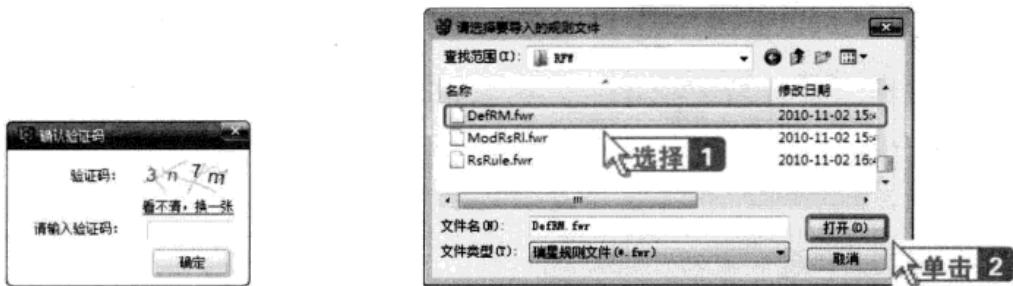 确认验证码
验证码: 3 n 7 m
看不清，换一张
请输入验证码:
确定
请选择要导入的规则文件
查找范围(I): RFW
名称 修改日期
DefRM.fwr 2010-11-02 15:
ModRsRl.fwr 2010-11-02 15:
RsRule.fwr 2010-11-02 16:
选择 1
文件名(N): DefRM.fwr 打开(O)
文件类型(T): 瑞星规则文件(*.fwr) 取消
单击 2